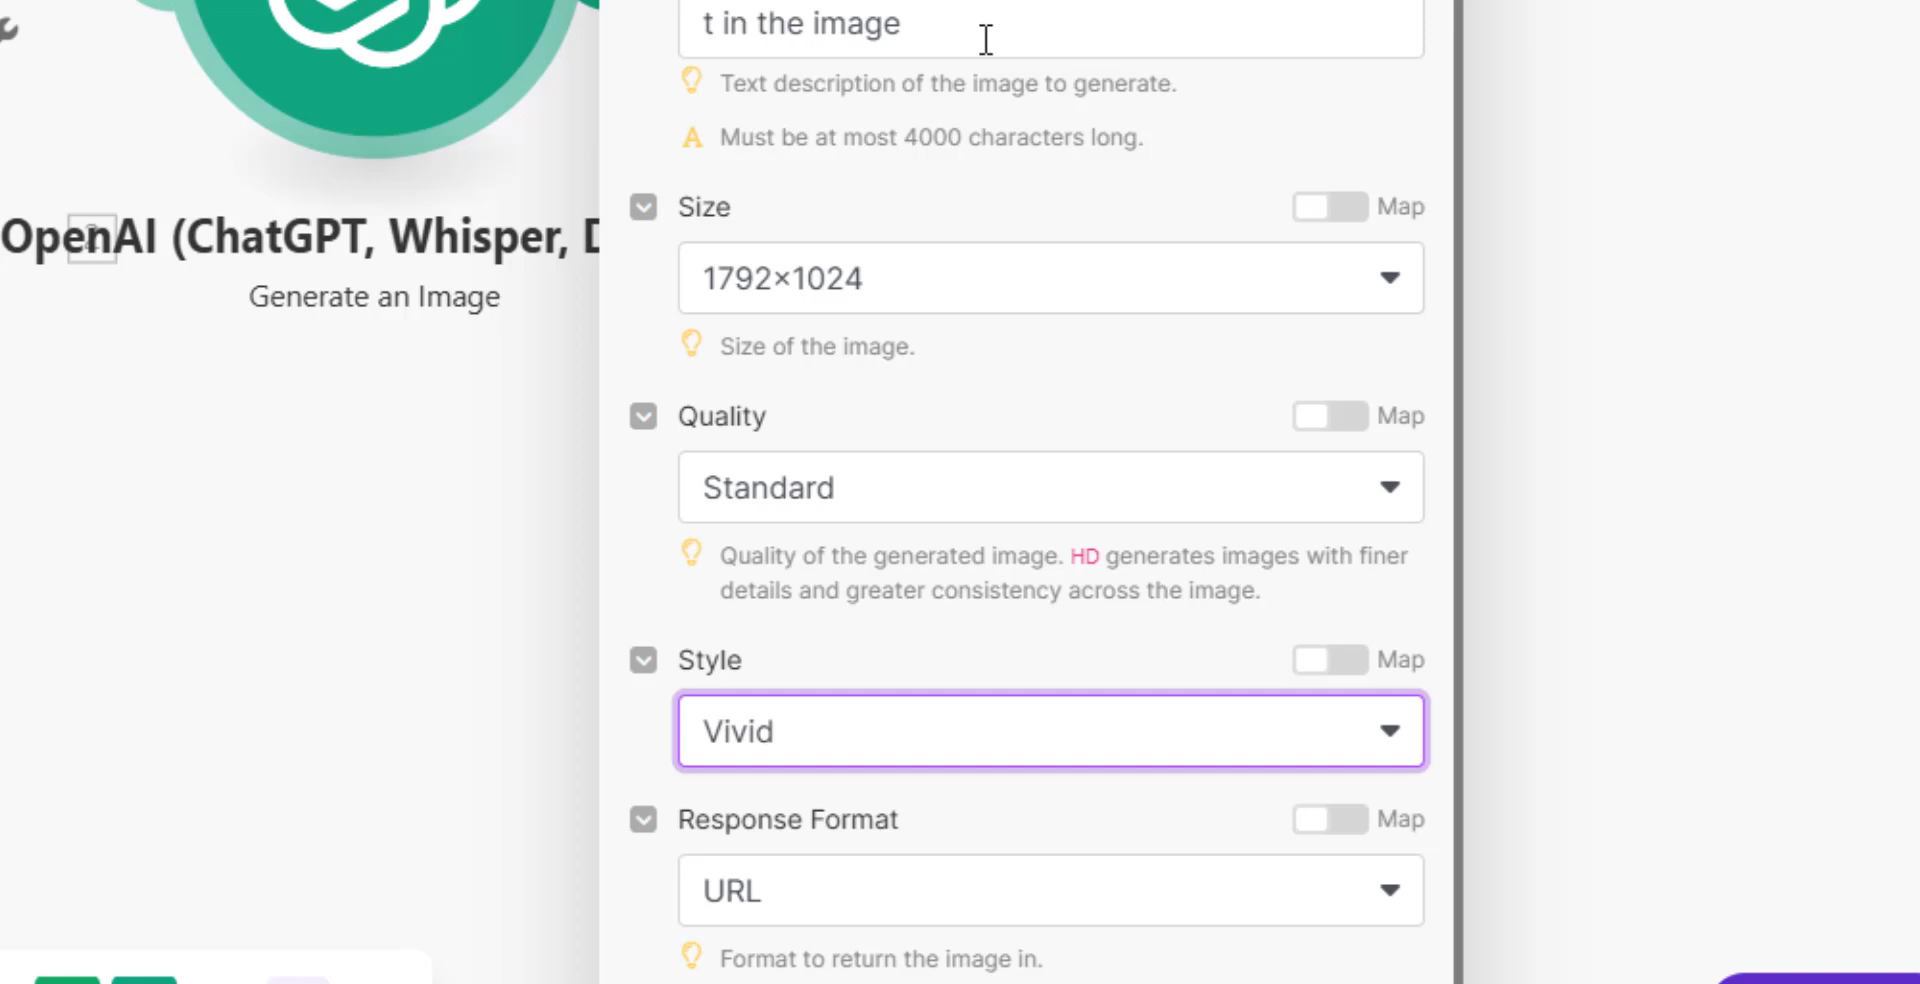 t in the image
Text description of the image to generate.
Must be at most 4000 characters long.
Size
Map
1792×1024
Size of the image.
Quality
Map
Standard
Quality of the generated image. HD generates images with finer
details and greater consistency across the image.
Style
Map
Vivid
Response Format
Map
URL
Format to return the image in.
OpenAI (ChatGPT, Whisper, D
2
Generate an Image